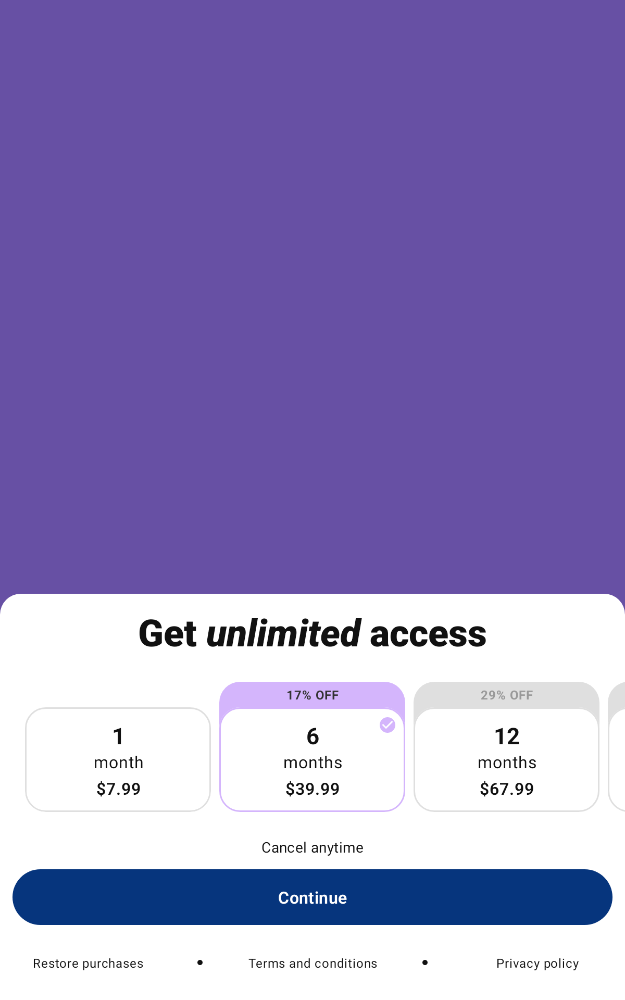 Get unlimited access
17% OFF
29% OFF
1
month
$7.99
6
months
$39.99
12
months
$67.99
Cancel anytime
Continue
Restore purchases • Terms and conditions • Privacy policy